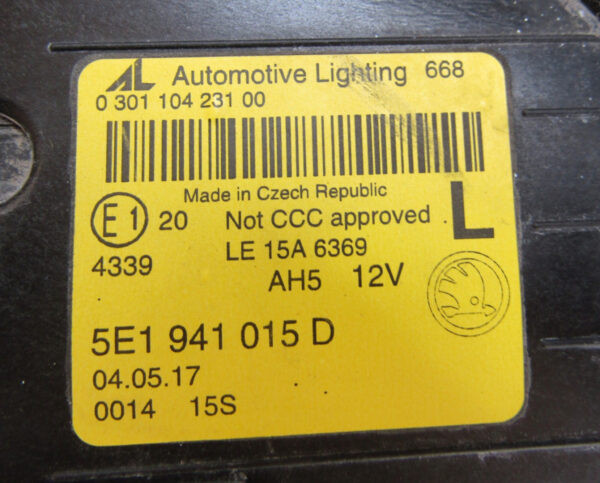 AL Automotive Lighting 668
0 301 104 231 00
Made in Czech Republic
E1 20 Not CCC approved L
4339 LE 15A 6369
AH5 12V
5E1 941 015 D
04.05.17
0014 15S